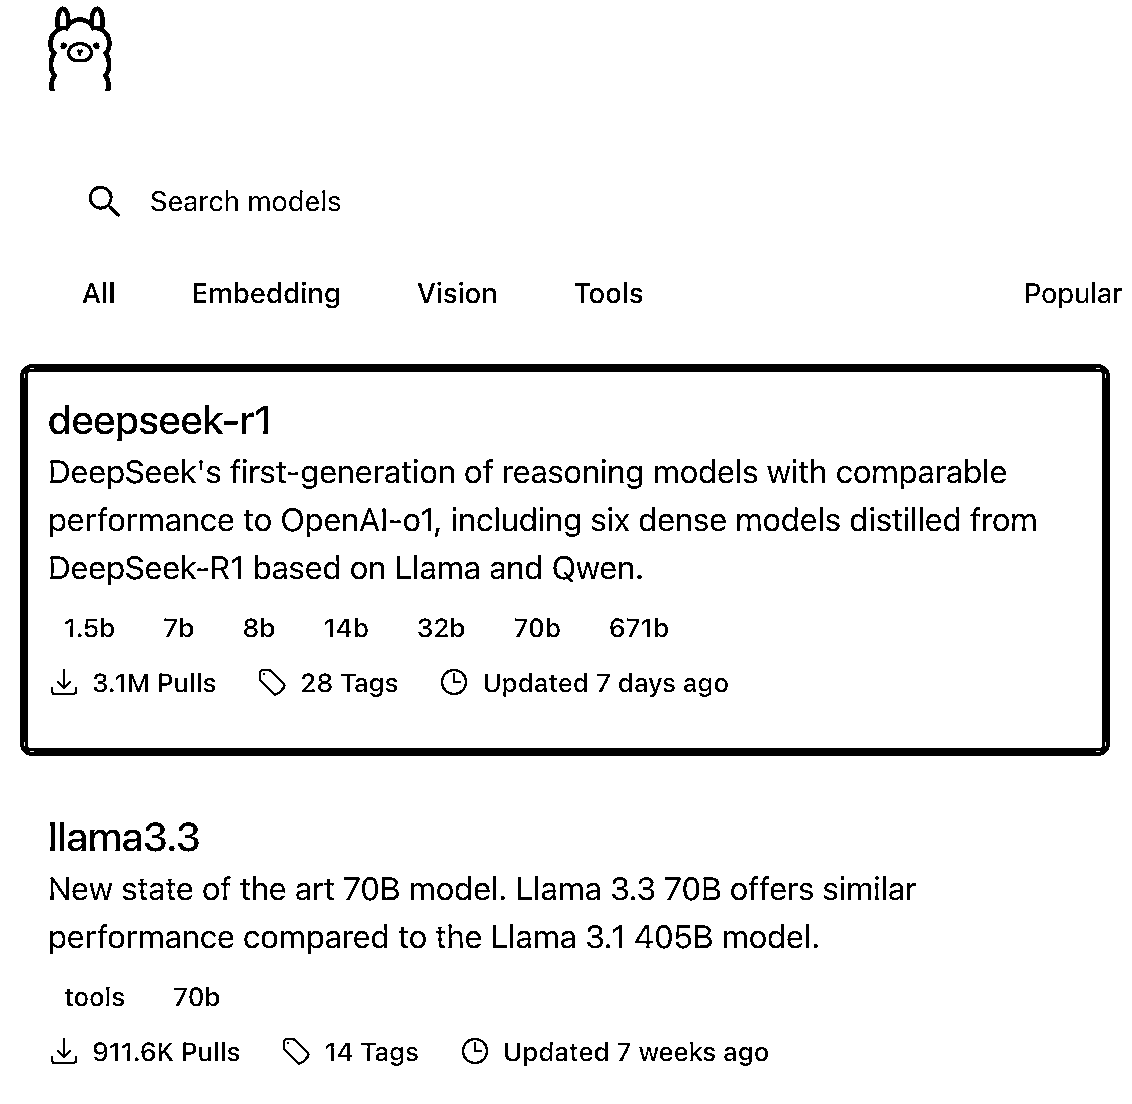 Search models
All Embedding Vision Tools Popular
deepseek-r1
DeepSeek's first-generation of reasoning models with comparable
performance to OpenAI-o1, including six dense models distilled from
DeepSeek-R1 based on Llama and Qwen.
1.5b 7b 8b 14b 32b 70b 671b
3.1M Pulls 28 Tags Updated 7 days ago
llama3.3
New state of the art 70B model. Llama 3.3 70B offers similar
performance compared to the Llama 3.1 405B model.
tools 70b
911.6K Pulls 14 Tags Updated 7 weeks ago